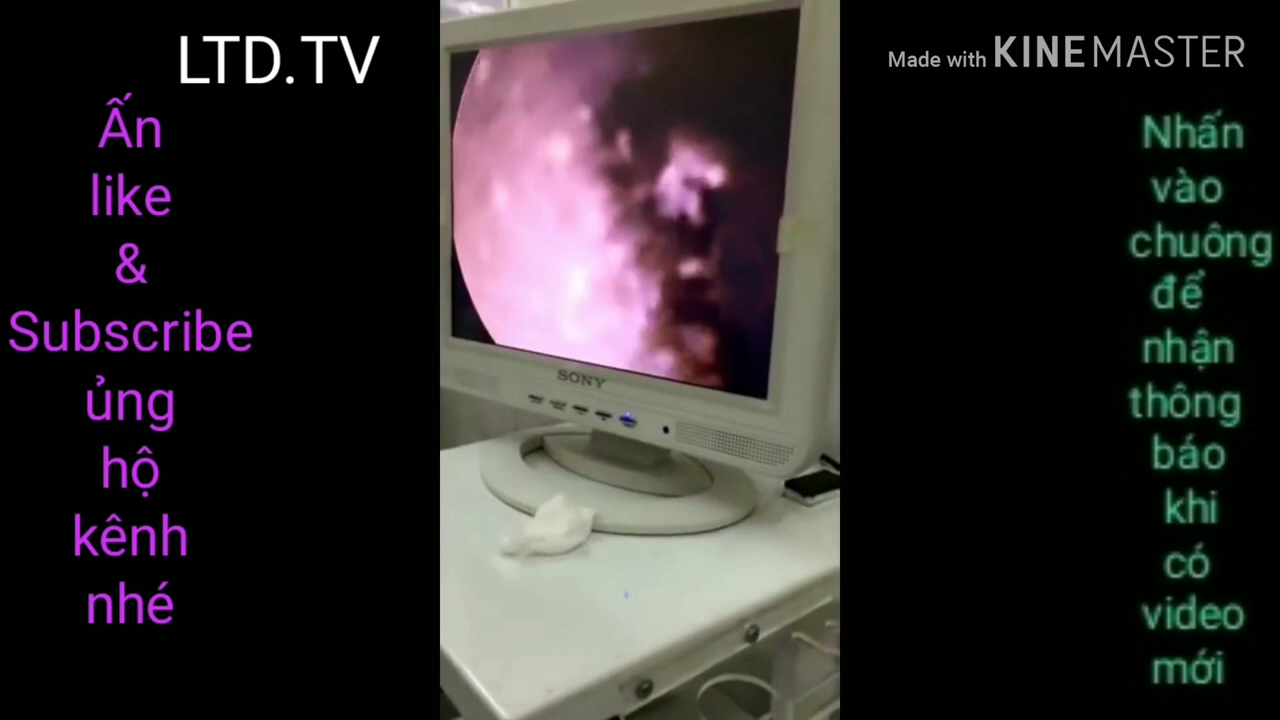 LTD.TV
Ấn
like
&
Subscribe
ủng
hộ
kênh
nhé
SONY
Made with KINEMASTER
Nhấn
vào
chuông
để
nhận
thông
báo
khi
có
video
mới